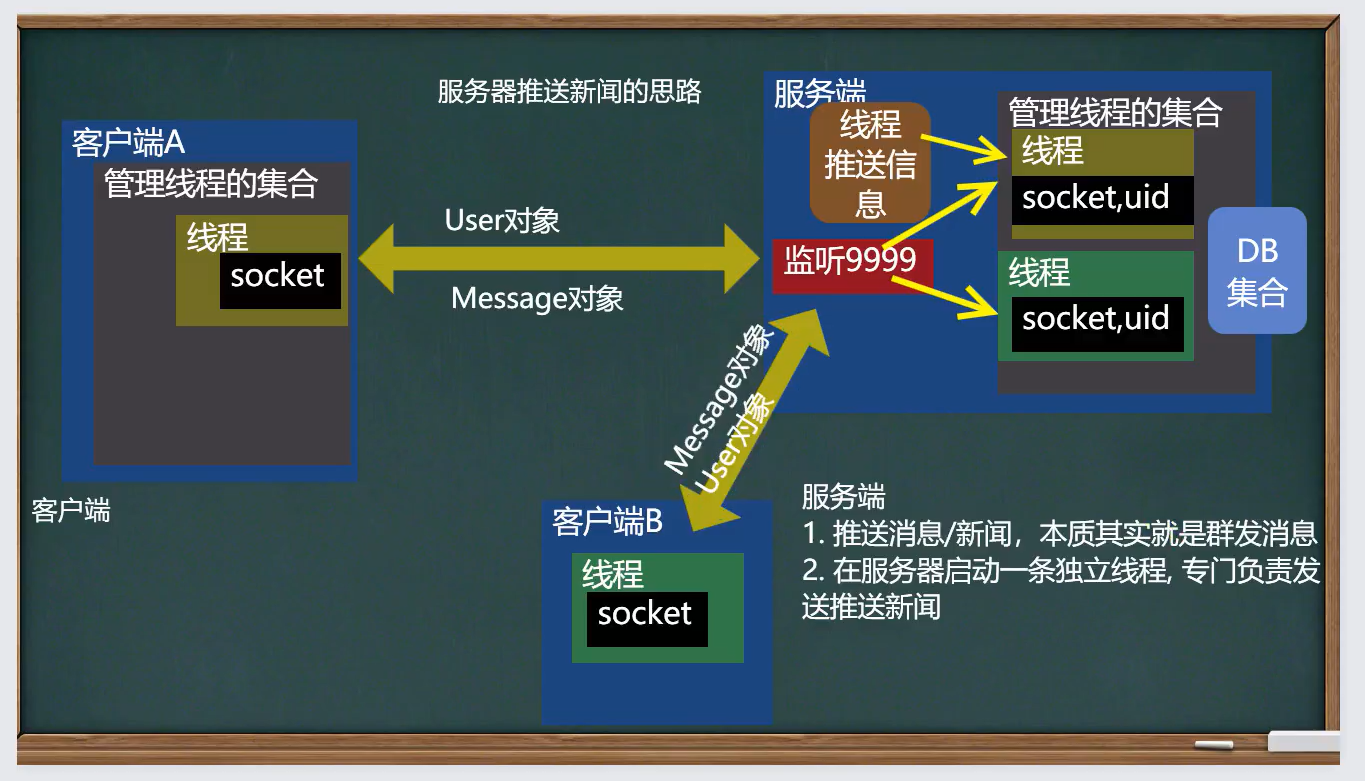 服务器推送新闻的思路
客户端A
管理线程的集合
线程
socket
客户端
User对象
Message对象
服务端
线程
推送信
息
监听9999
管理线程的集合
线程
socket,uid
线程
socket,uid
DB
集合
Message对象
User对象
客户端B
线程
socket
服务端
1. 推送消息/新闻，本质其实就是群发消息
2. 在服务器启动一条独立线程, 专门负责发
送推送新闻